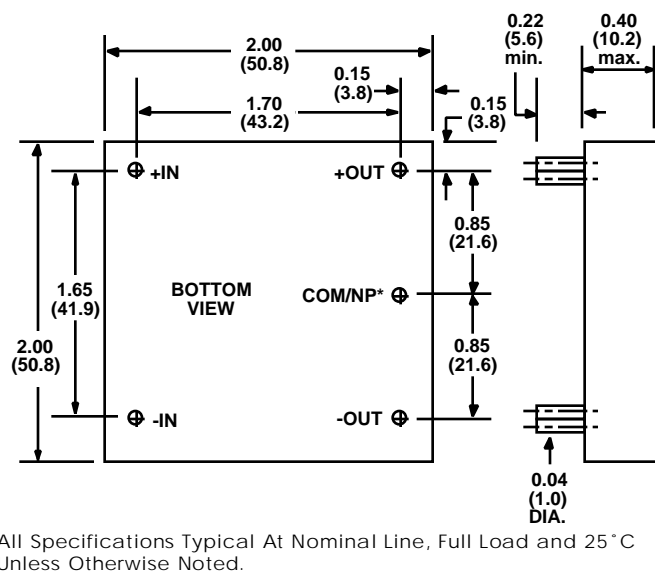 0.22
(5.6)
min.
0.40
(10.2)
max.
2.00
(50.8)
0.15
(3.8)
1.70
(43.2)
0.15
(3.8)
+IN
+OUT
0.85
(21.6)
1.65
(41.9)
BOTTOM
VIEW
COM/NP*
2.00
(50.8)
0.85
(21.6)
-IN
-OUT
0.04
(1.0)
DIA.
All Specifications Typical At Nominal Line, Full Load and 25°C
Unless Otherwise Noted.